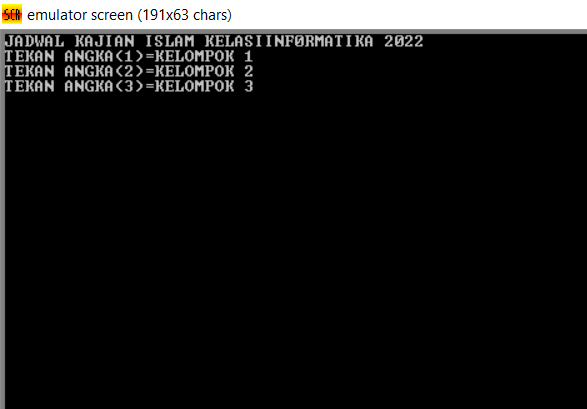 SCR emulator screen (191x63 chars)
JADWAL KAJIAN ISLAM KELASIINFORMATIKA 2022
TEKAN ANGKA(1)=KELOMPOK 1
TEKAN ANGKA(2)=KELOMPOK 2
TEKAN ANGKA(3)=KELOMPOK 3